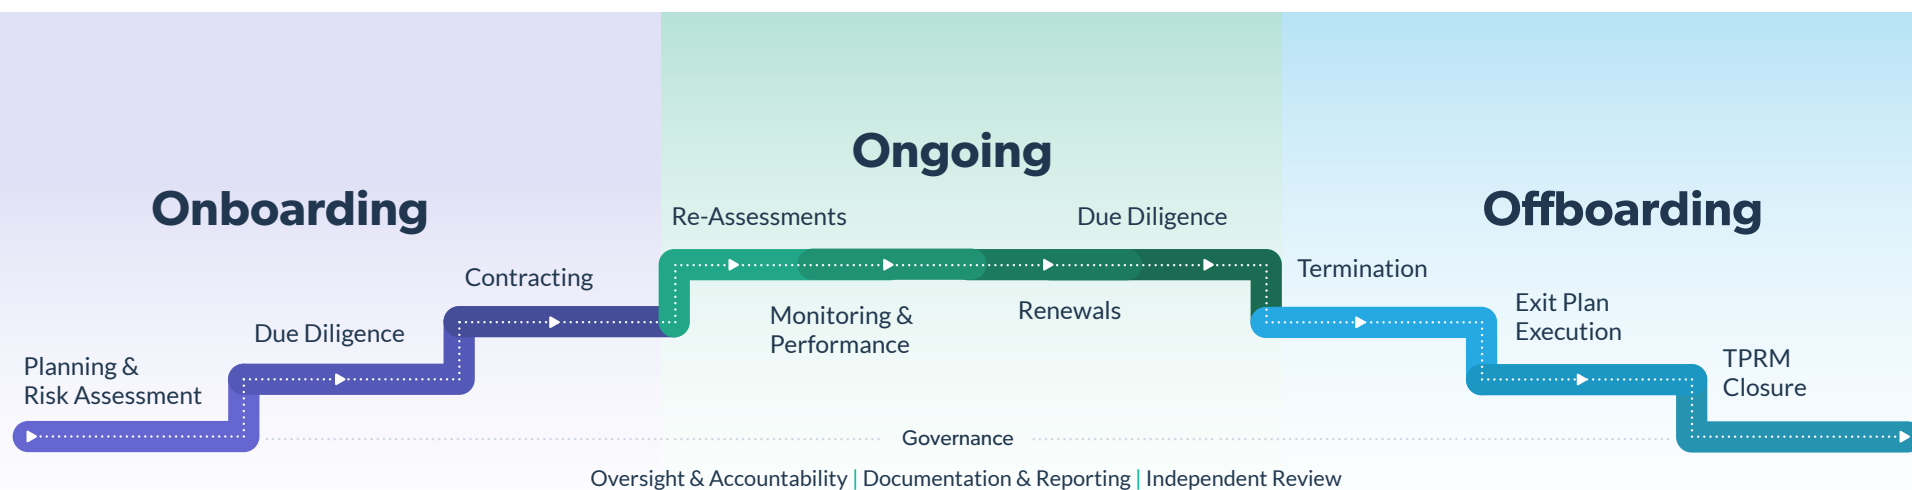 Onboarding
Planning &
Risk Assessment
Due Diligence
Contracting
Ongoing
Re-Assessments
Monitoring &
Performance
Renewals
Due Diligence
Offboarding
Termination
Exit Plan
Execution
TPRM
Closure
Governance
Oversight & Accountability | Documentation & Reporting | Independent Review